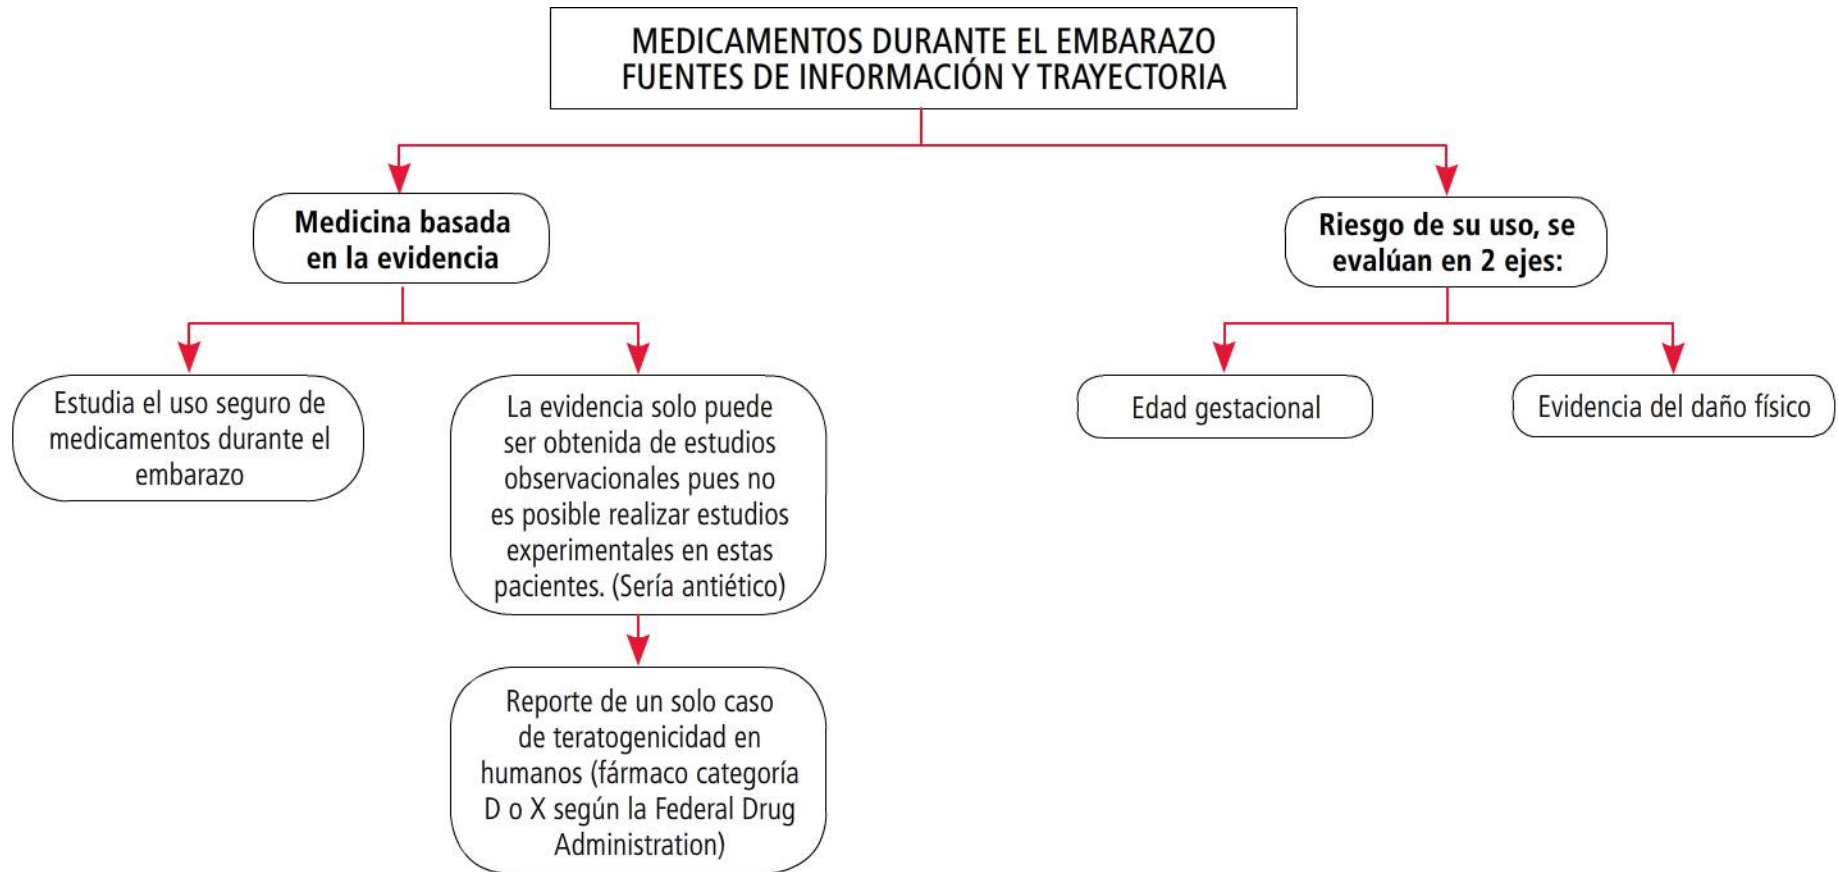 MEDICAMENTOS DURANTE EL EMBARAZO
FUENTES DE INFORMACIÓN Y TRAYECTORIA
Medicina basada
en la evidencia
Riesgo de su uso, se
evalúan en 2 ejes:
Estudia el uso seguro de
medicamentos durante el
embarazo
La evidencia solo puede
ser obtenida de estudios
observacionales pues no
es posible realizar estudios
experimentales en estas
pacientes. (Sería antiético)
Edad gestacional
Evidencia del daño físico
Reporte de un solo caso
de teratogenicidad en
humanos (fármaco categoría
D o X según la Federal Drug
Administration)